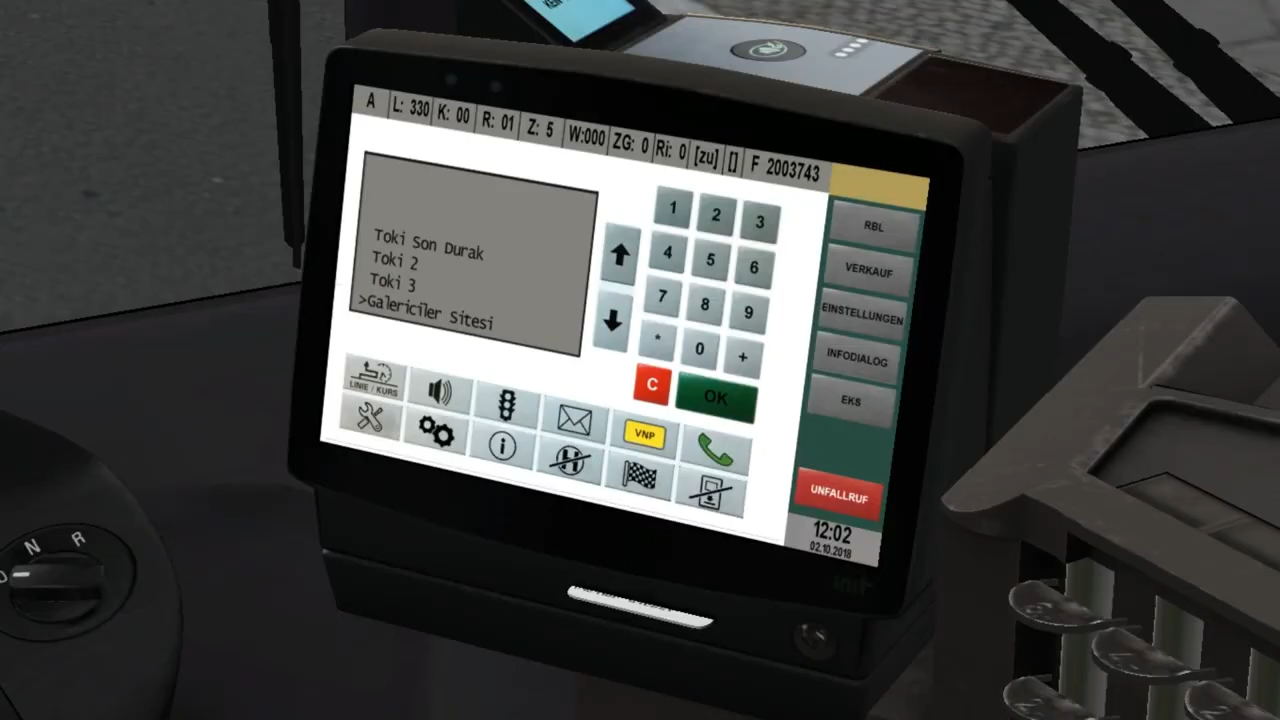 A L: 330 K: 00 R: 01 Z: 5 W:000 ZG: 0 Ri: 0 [zu] [] F 2003743
Toki Son Durak
Toki 2
Toki 3
>Galericiler Sitesi
1 2 3
4 5 6
7 8 9
* 0 +
C OK
LINIE / KURS
VNP
i
H
RBL
VERKAUF
EINSTELLUNGEN
INFODIALOG
EKS
UNFALLRUF
12:02
02.10.2018
init
N R